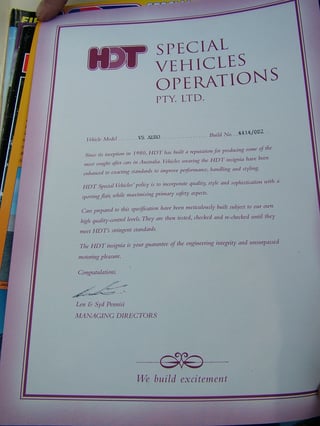 HDT
SPECIAL
VEHICLES
OPERATIONS
PTY. LTD.
Vehicle Model VS AERO Build No. 4414/002
Since its inception in 1980, HDT has built a reputation for producing some of the
most sought after cars in Australia. Vehicles wearing the HDT insignia have been
enhanced to exacting standards to improve performance, handling and styling.
HDT Special Vehicles' policy is to incorporate quality, style and sophistication with a
sporting flair, while maximising primary safety aspects.
Cars prepared to this specification have been meticulously built subject to our own
high quality-control levels. They are then tested, checked and re-checked until they
meet HDT's stringent standards.
The HDT insignia is your guarantee of the engineering integrity and unsurpassed
motoring pleasure.
Congratulations,
Len & Syd Pennisi
MANAGING DIRECTORS
We build excitement